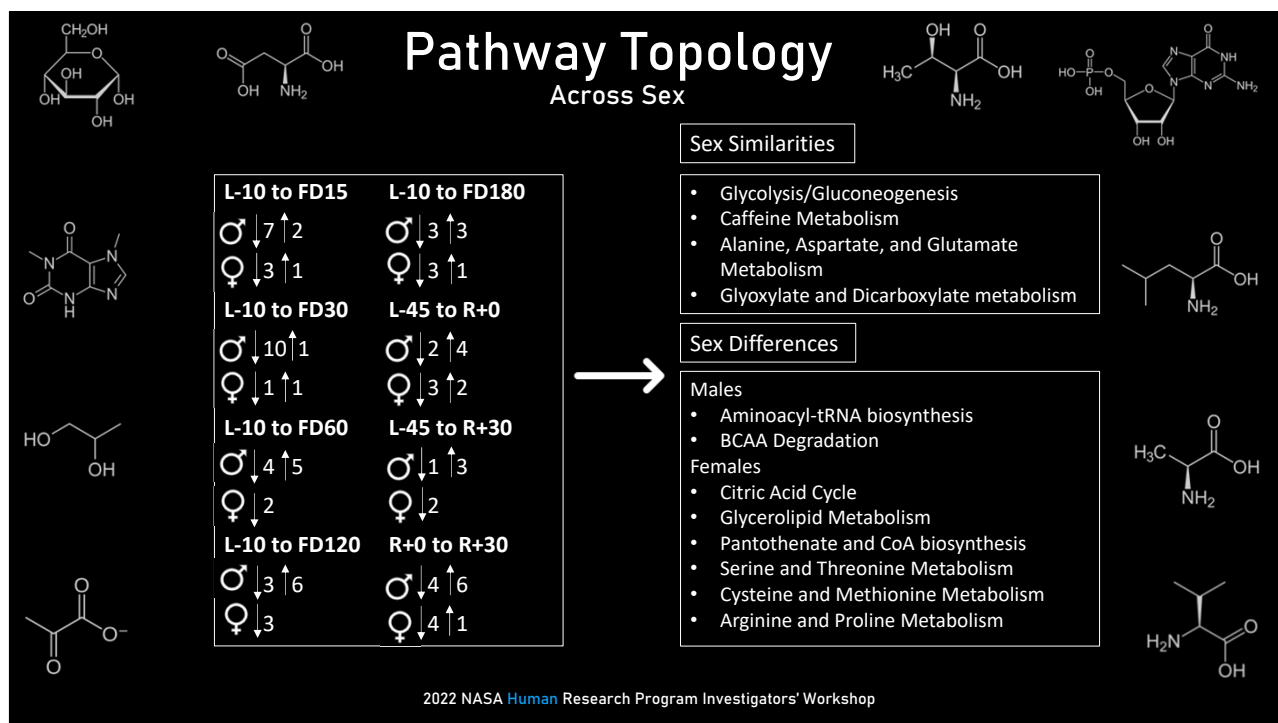 Pathway Topology
Across Sex
CH₂OH
O
OH
OH
OH
OH
O
O
OH
OH
NH₂
OH
O
H₃C
OH
NH₂
O
HO-P-O
OH
O
N
NH
N
N
NH₂
O
OH
OH
L-10 to FD15
♂ ↓7 ↑2
♀ ↓3 ↑1
L-10 to FD30
♂ ↓10 ↑1
♀ ↓1 ↑1
L-10 to FD60
♂ ↓4 ↑5
♀ ↓2
L-10 to FD120
♂ ↓3 ↑6
♀ ↓3
L-10 to FD180
♂ ↓3 ↑3
♀ ↓3 ↑1
L-45 to R+0
♂ ↓2 ↑4
♀ ↓3 ↑2
L-45 to R+30
♂ ↓1 ↑3
♀ ↓2
R+0 to R+30
♂ ↓4 ↑6
♀ ↓4 ↑1
Sex Similarities
• Glycolysis/Gluconeogenesis
• Caffeine Metabolism
• Alanine, Aspartate, and Glutamate
Metabolism
• Glyoxylate and Dicarboxylate metabolism
Sex Differences
Males
• Aminoacyl-tRNA biosynthesis
• BCAA Degradation
Females
• Citric Acid Cycle
• Glycerolipid Metabolism
• Pantothenate and CoA biosynthesis
• Serine and Threonine Metabolism
• Cysteine and Methionine Metabolism
• Arginine and Proline Metabolism
O
N
N
O
N
H
N
HO
OH
O
O⁻
O
O
OH
NH₂
O
H₃C
OH
NH₂
H₂N
O
OH
2022 NASA Human Research Program Investigators' Workshop